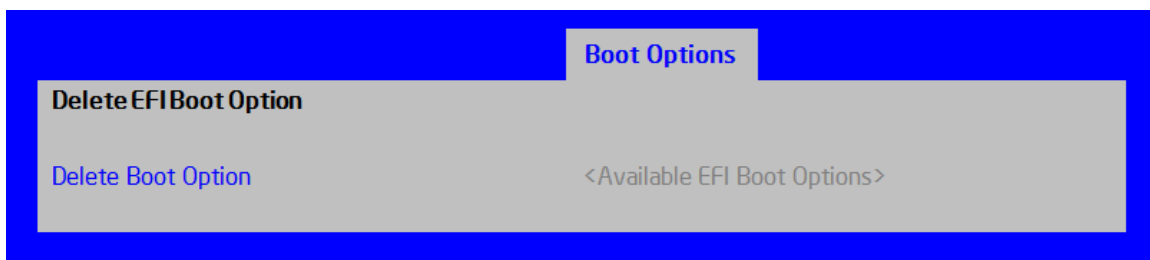 Boot Options
Delete EFI Boot Option
Delete Boot Option <Available EFI Boot Options>